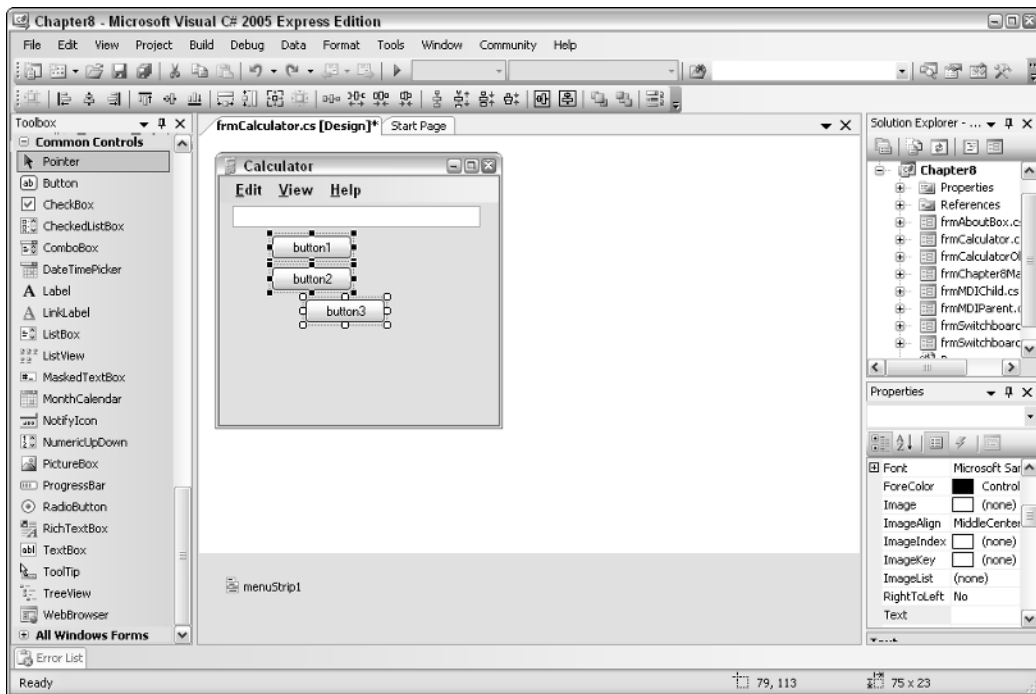 Chapter8 - Microsoft Visual C# 2005 Express Edition
File Edit View Project Build Debug Data Format Tools Window Community Help
Toolbox
Common Controls
Pointer
Button
CheckBox
CheckedListBox
ComboBox
DateTimePicker
Label
LinkLabel
ListBox
ListView
MaskedTextBox
MonthCalendar
NotifyIcon
NumericUpDown
PictureBox
ProgressBar
RadioButton
RichTextBox
TextBox
ToolTip
TreeView
WebBrowser
All Windows Forms
frmCalculator.cs [Design]* Start Page
Calculator
Edit View Help
button1
button2
button3
menuStrip1
Solution Explorer - ...
Chapter8
Properties
References
frmAboutBox.c
frmCalculator.c
frmCalculatorOl
frmChapter8Ma
frmMDIChild.cs
frmMDIParent.
frmSwitchboard
frmSwitchboard
Properties
Font Microsoft San
ForeColor Control
Image (none)
ImageAlign MiddleCenter
ImageIndex (none)
ImageKey (none)
ImageList (none)
RightToLeft No
Text
Error List
Ready 79, 113 75 x 23